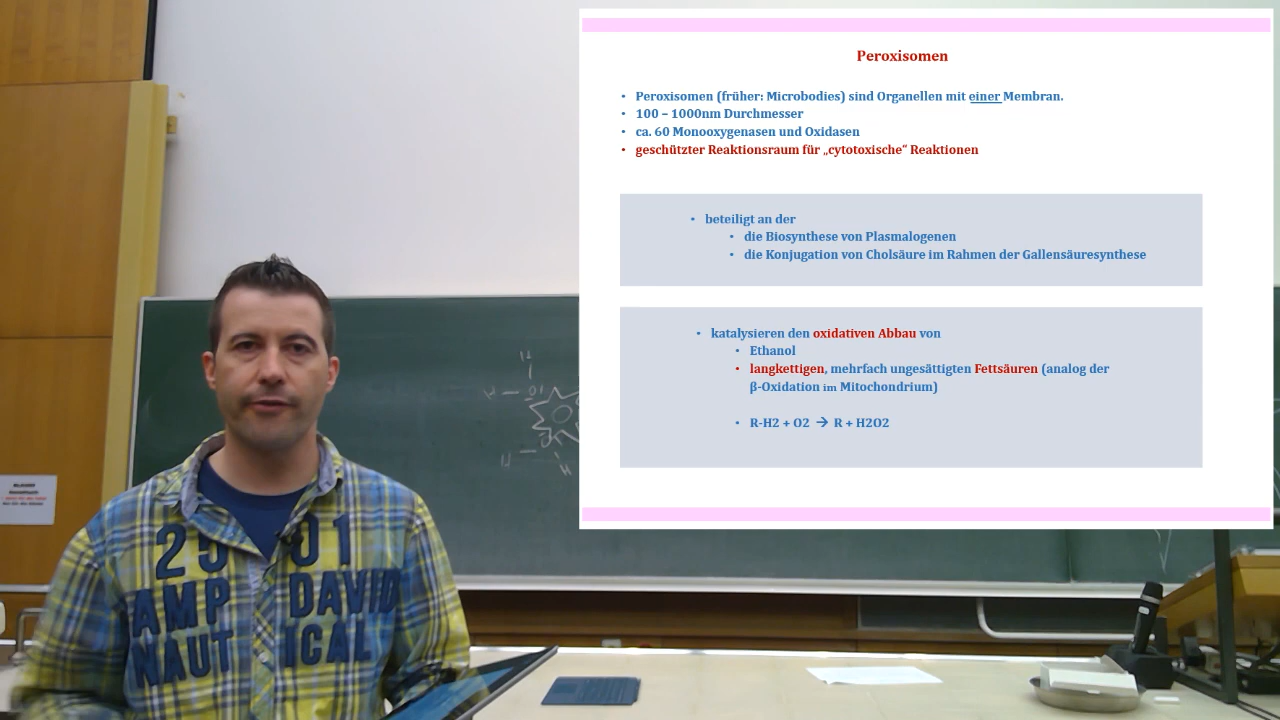 Peroxisomen
• Peroxisomen (früher: Microbodies) sind Organellen mit einer Membran.
• 100 – 1000nm Durchmesser
• ca. 60 Monooxygenasen und Oxidasen
• geschützter Reaktionsraum für „cytotoxische“ Reaktionen
• beteiligt an der
• die Biosynthese von Plasmalogenen
• die Konjugation von Cholsäure im Rahmen der Gallensäuresynthese
• katalysieren den oxidativen Abbau von
• Ethanol
• langkettigen, mehrfach ungesättigten Fettsäuren (analog der
β-Oxidation im Mitochondrium)
• R-H2 + O2 → R + H2O2
25 01
AMP DAVID
NAUT ICAL